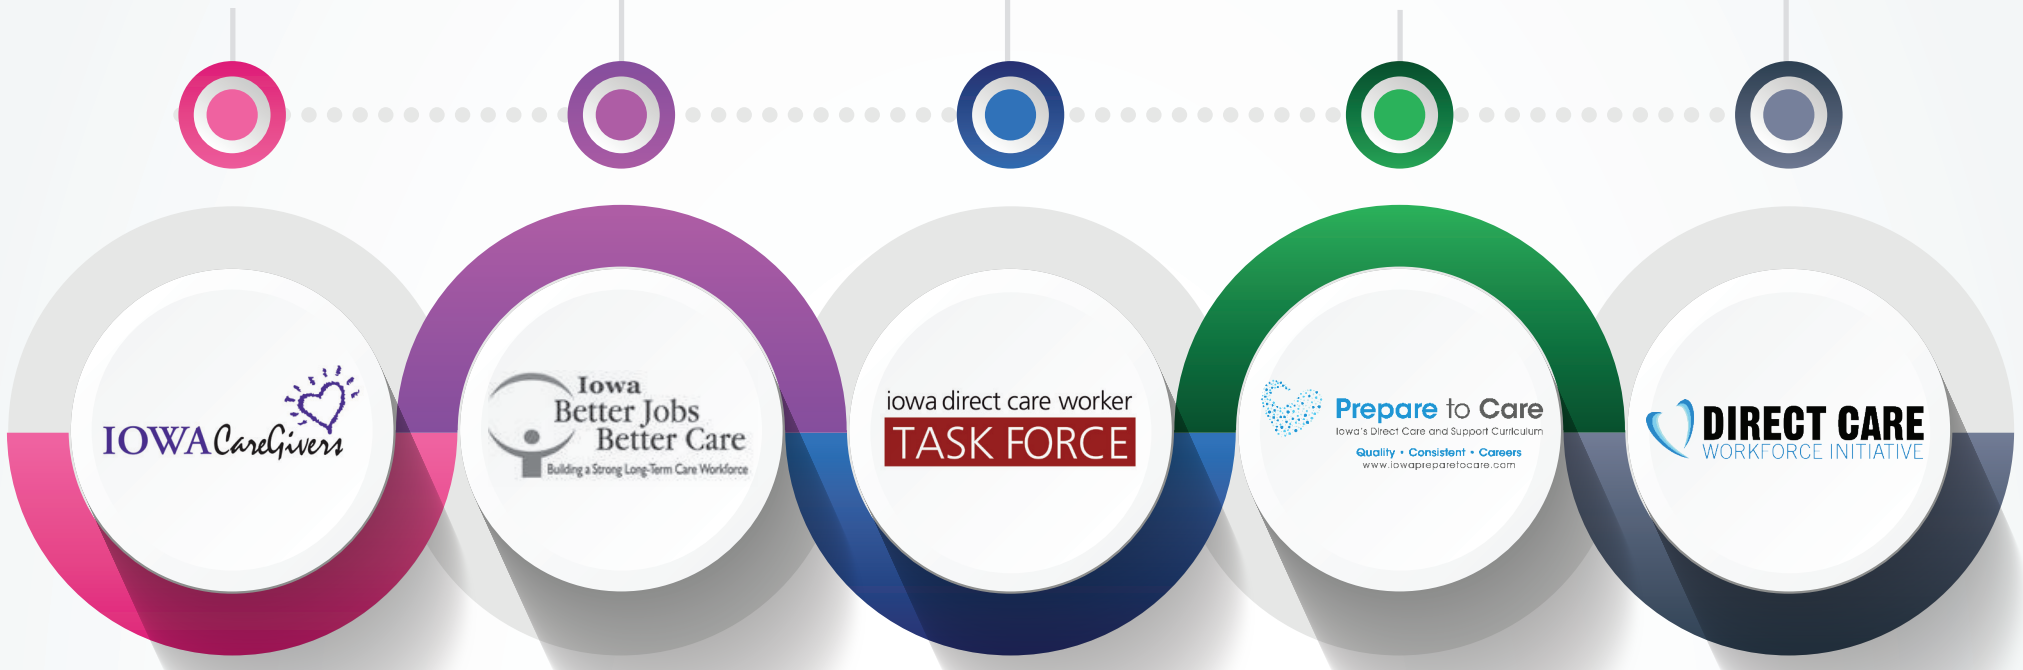 IOWA CareGivers
Iowa
Better Jobs
Better Care
Building a Strong Long-Term Care Workforce
iowa direct care worker
TASK FORCE
Prepare to Care
Iowa's Direct Care and Support Curriculum
Quality • Consistent • Careers
www.iowapreparetocare.com
DIRECT CARE
WORKFORCE INITIATIVE